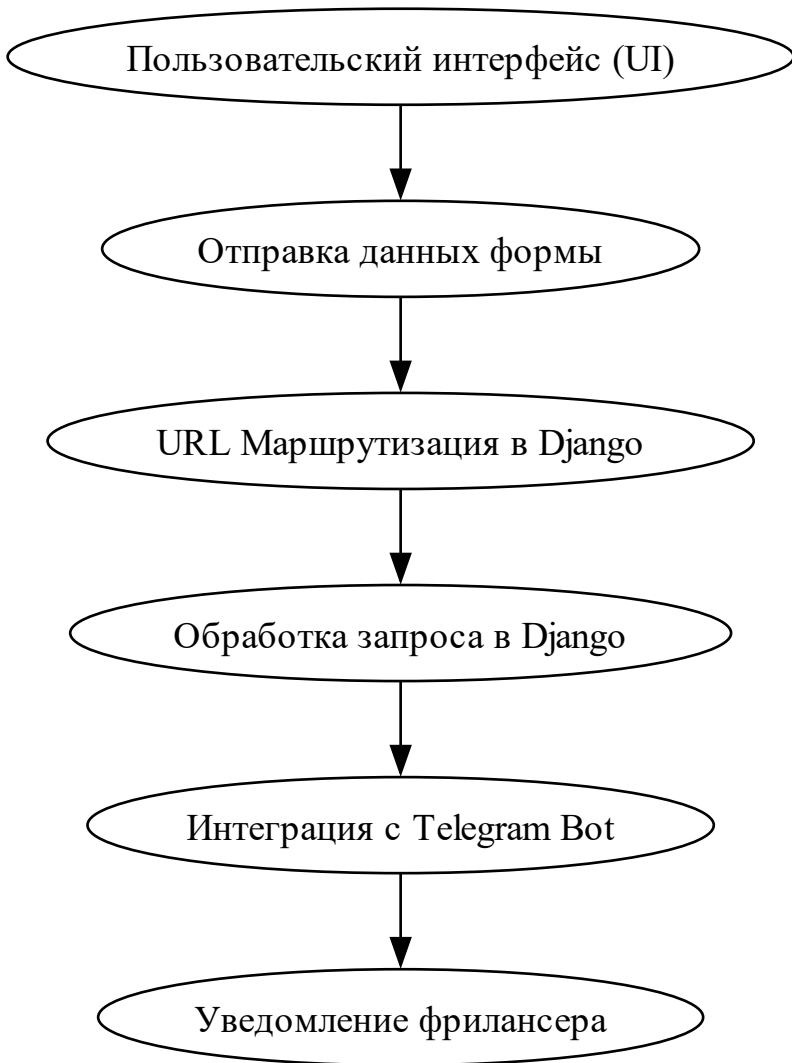 Пользовательский интерфейс (UI)
Отправка данных формы
URL Маршрутизация в Django
Обработка запроса в Django
Интеграция с Telegram Bot
Уведомление фрилансера